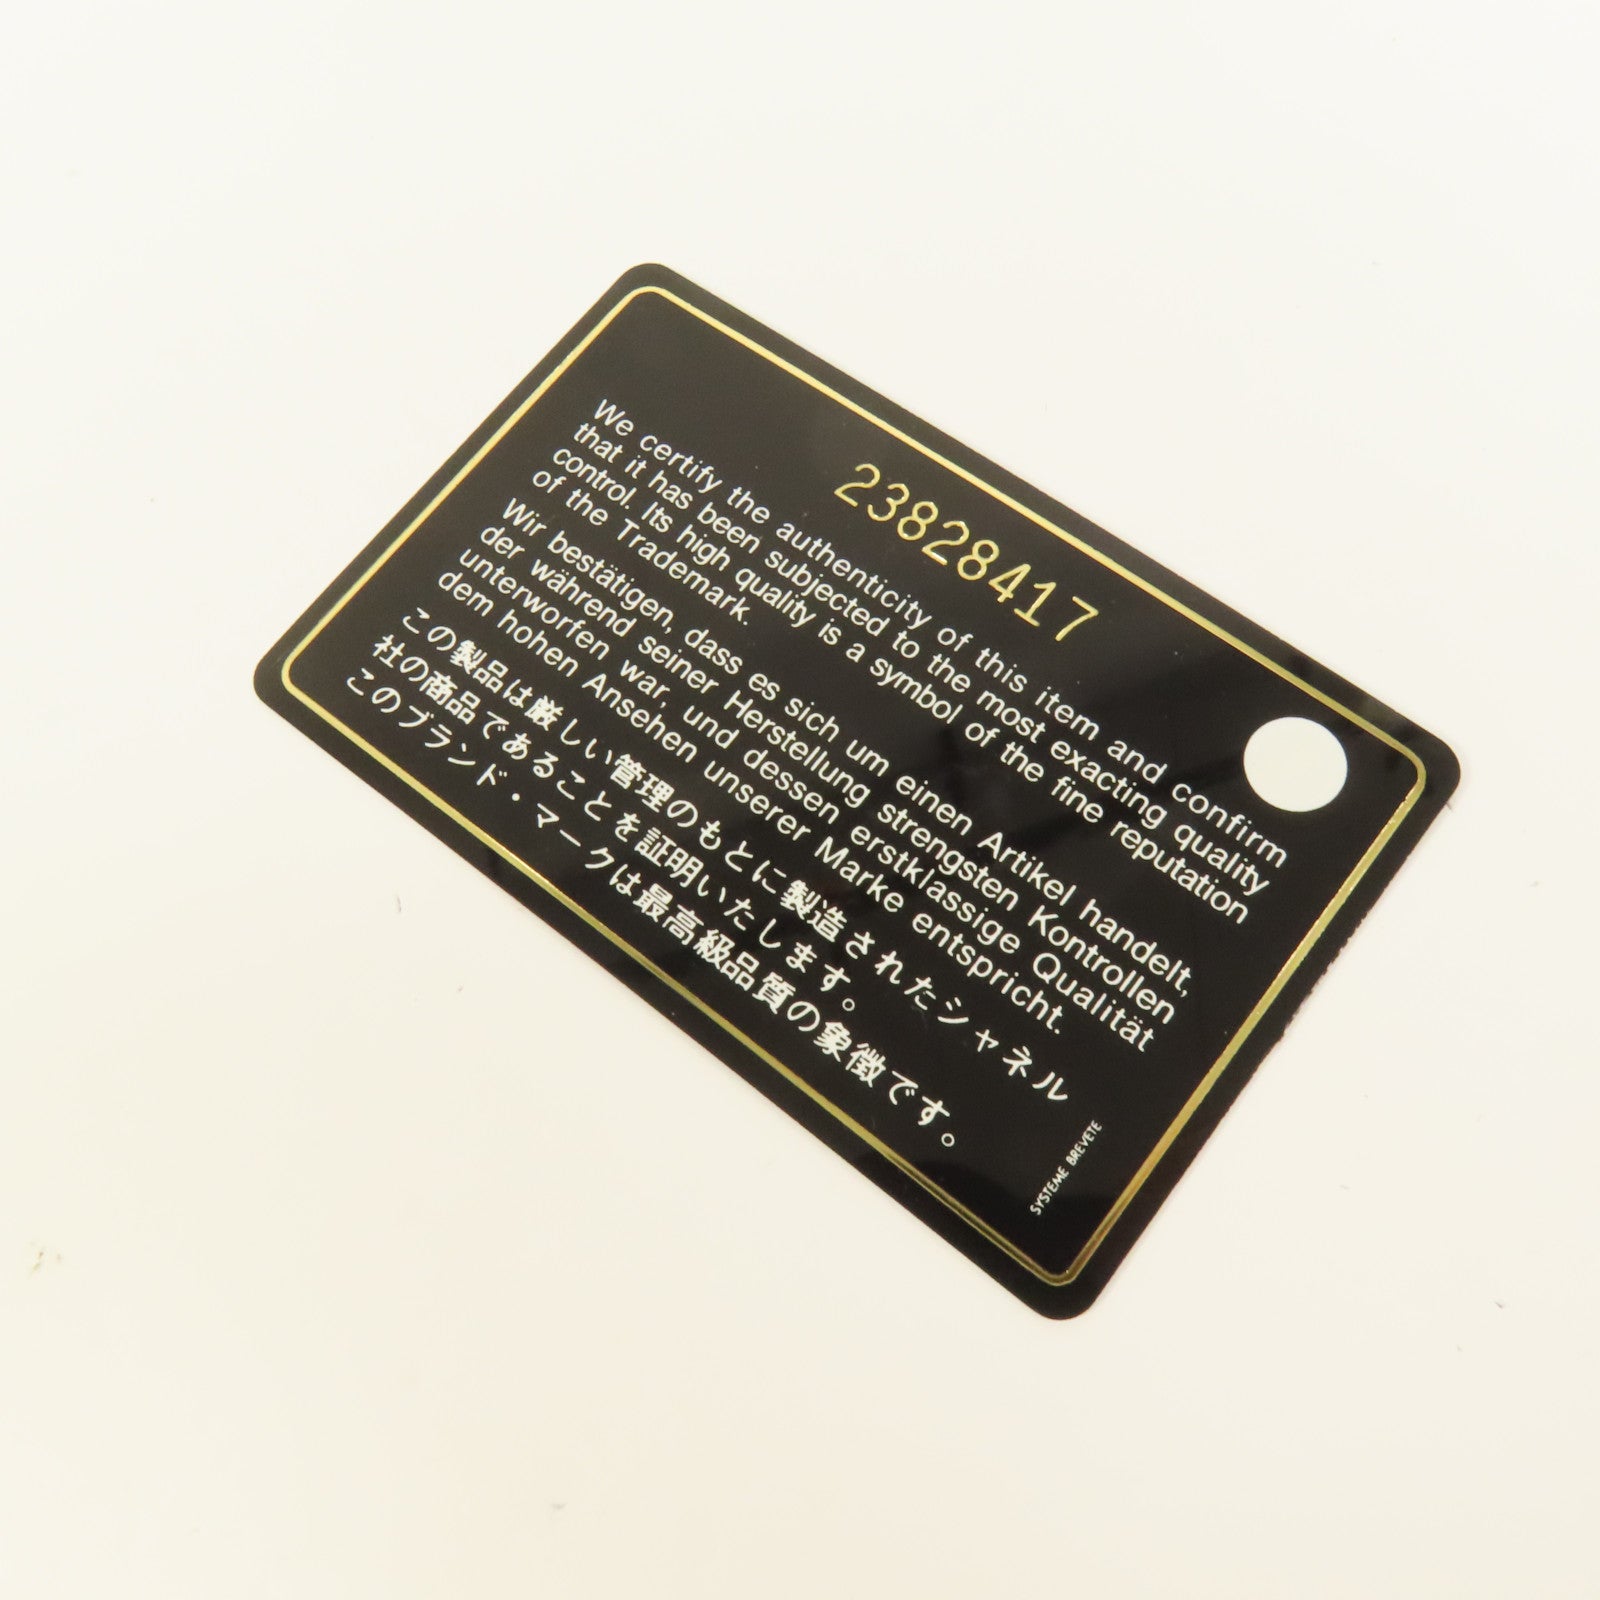 23828417
We certify the authenticity of this item and confirm
that it has been subjected to the most exacting quality
control. Its high quality is a symbol of the fine reputation
of the Trademark.
Wir bestätigen, dass es sich um einen Artikel handelt,
der während seiner Herstellung strengsten Kontrollen
unterworfen war, und dessen erstklassige Qualität
dem hohen Ansehen unserer Marke entspricht.
この製品は厳しい管理のもとに製造されたシャネル
社の商品であることを証明いたします。
このブランド・マークは最高級品質の象徴です。
SYSTEME BREVETE